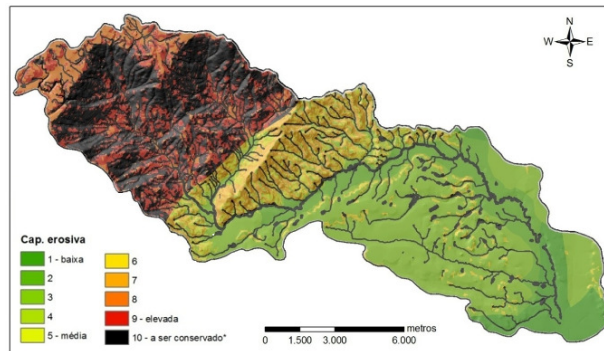 N
W E
S
Cap. erosiva
1 - baixa
2
3
4
5 - média
6
7
8
9 - elevada
10 - a ser conservado*
metros
0 1.500 3.000 6.000